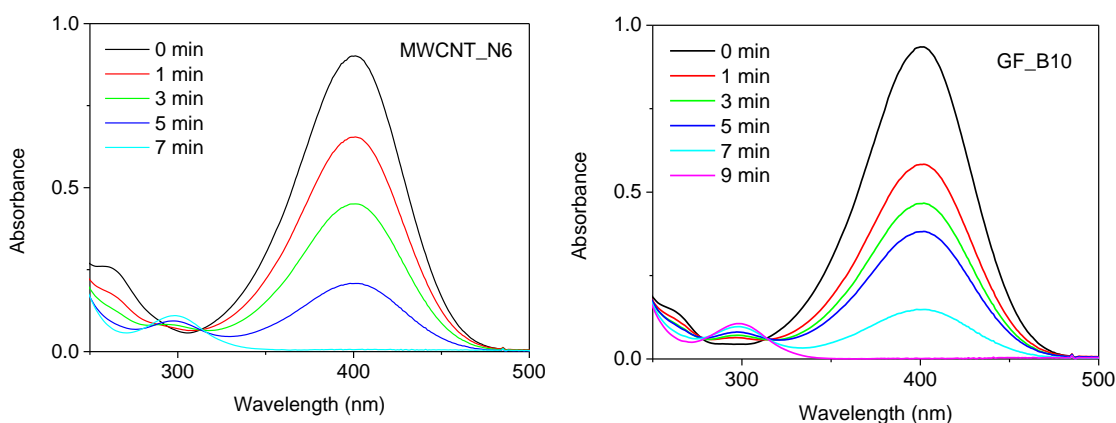 1.0
0.5
0.0
Absorbance
0 min
1 min
3 min
5 min
7 min
MWCNT_N6
300
400
500
Wavelength (nm)
1.0
0.5
0.0
Absorbance
0 min
1 min
3 min
5 min
7 min
9 min
GF_B10
300
400
500
Wavelength (nm)